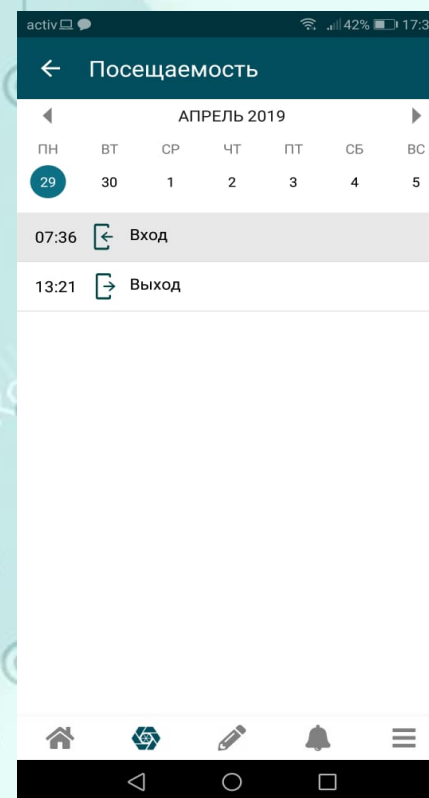 activ 42% 17:3
Посещаемость
АПРЕЛЬ 2019
ПН ВТ СР ЧТ ПТ СБ ВС
29 30 1 2 3 4 5
07:36 Вход
13:21 Выход